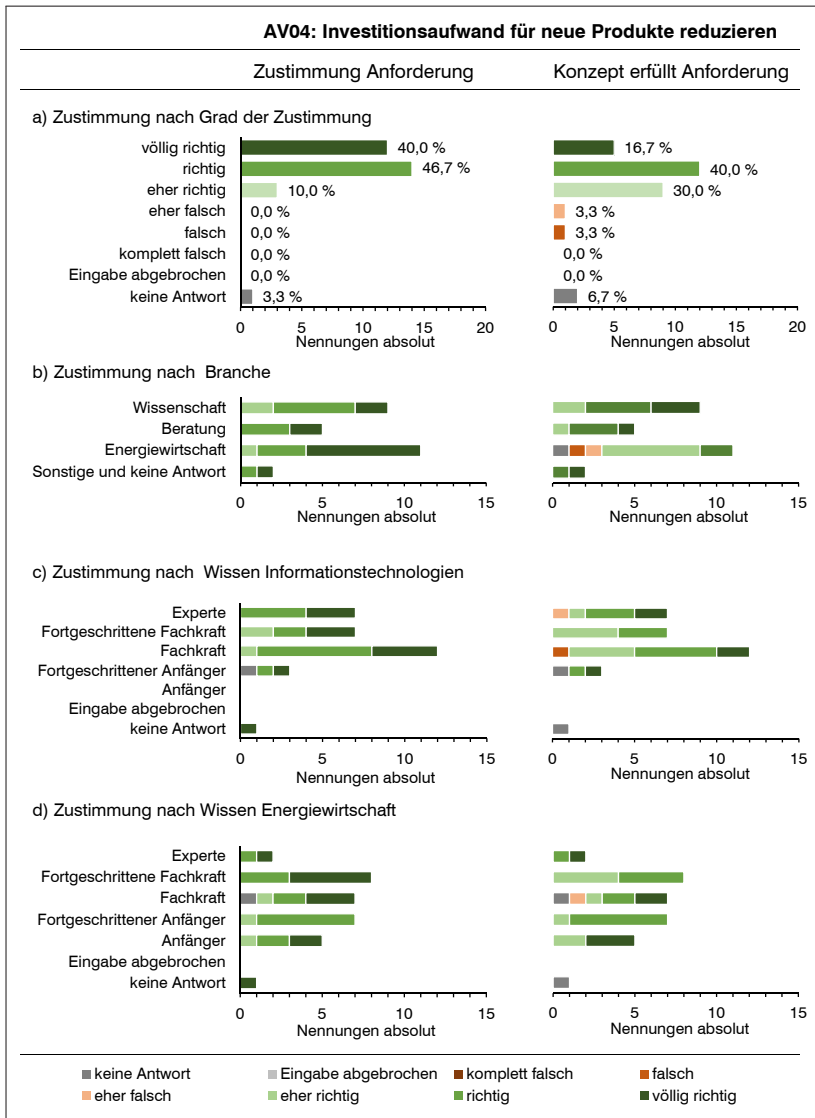 AV04: Investitionsaufwand für neue Produkte reduzieren
Zustimmung Anforderung Konzept erfüllt Anforderung
a) Zustimmung nach Grad der Zustimmung
völlig richtig 40,0 % 16,7 %
richtig 46,7 % 40,0 %
eher richtig 10,0 % 30,0 %
eher falsch 0,0 % 3,3 %
falsch 0,0 % 3,3 %
komplett falsch 0,0 % 0,0 %
Eingabe abgebrochen 0,0 % 0,0 %
keine Antwort 3,3 % 6,7 %
0 5 10 15 20 0 5 10 15 20
Nennungen absolut Nennungen absolut
b) Zustimmung nach Branche
Wissenschaft
Beratung
Energiewirtschaft
Sonstige und keine Antwort
0 5 10 15 0 5 10 15
Nennungen absolut Nennungen absolut
c) Zustimmung nach Wissen Informationstechnologien
Experte
Fortgeschrittene Fachkraft
Fachkraft
Fortgeschrittener Anfänger
Anfänger
Eingabe abgebrochen
keine Antwort
0 5 10 15 0 5 10 15
Nennungen absolut Nennungen absolut
d) Zustimmung nach Wissen Energiewirtschaft
Experte
Fortgeschrittene Fachkraft
Fachkraft
Fortgeschrittener Anfänger
Anfänger
Eingabe abgebrochen
keine Antwort
0 5 10 15 0 5 10 15
Nennungen absolut Nennungen absolut
keine Antwort Eingabe abgebrochen komplett falsch falsch
eher falsch eher richtig richtig völlig richtig